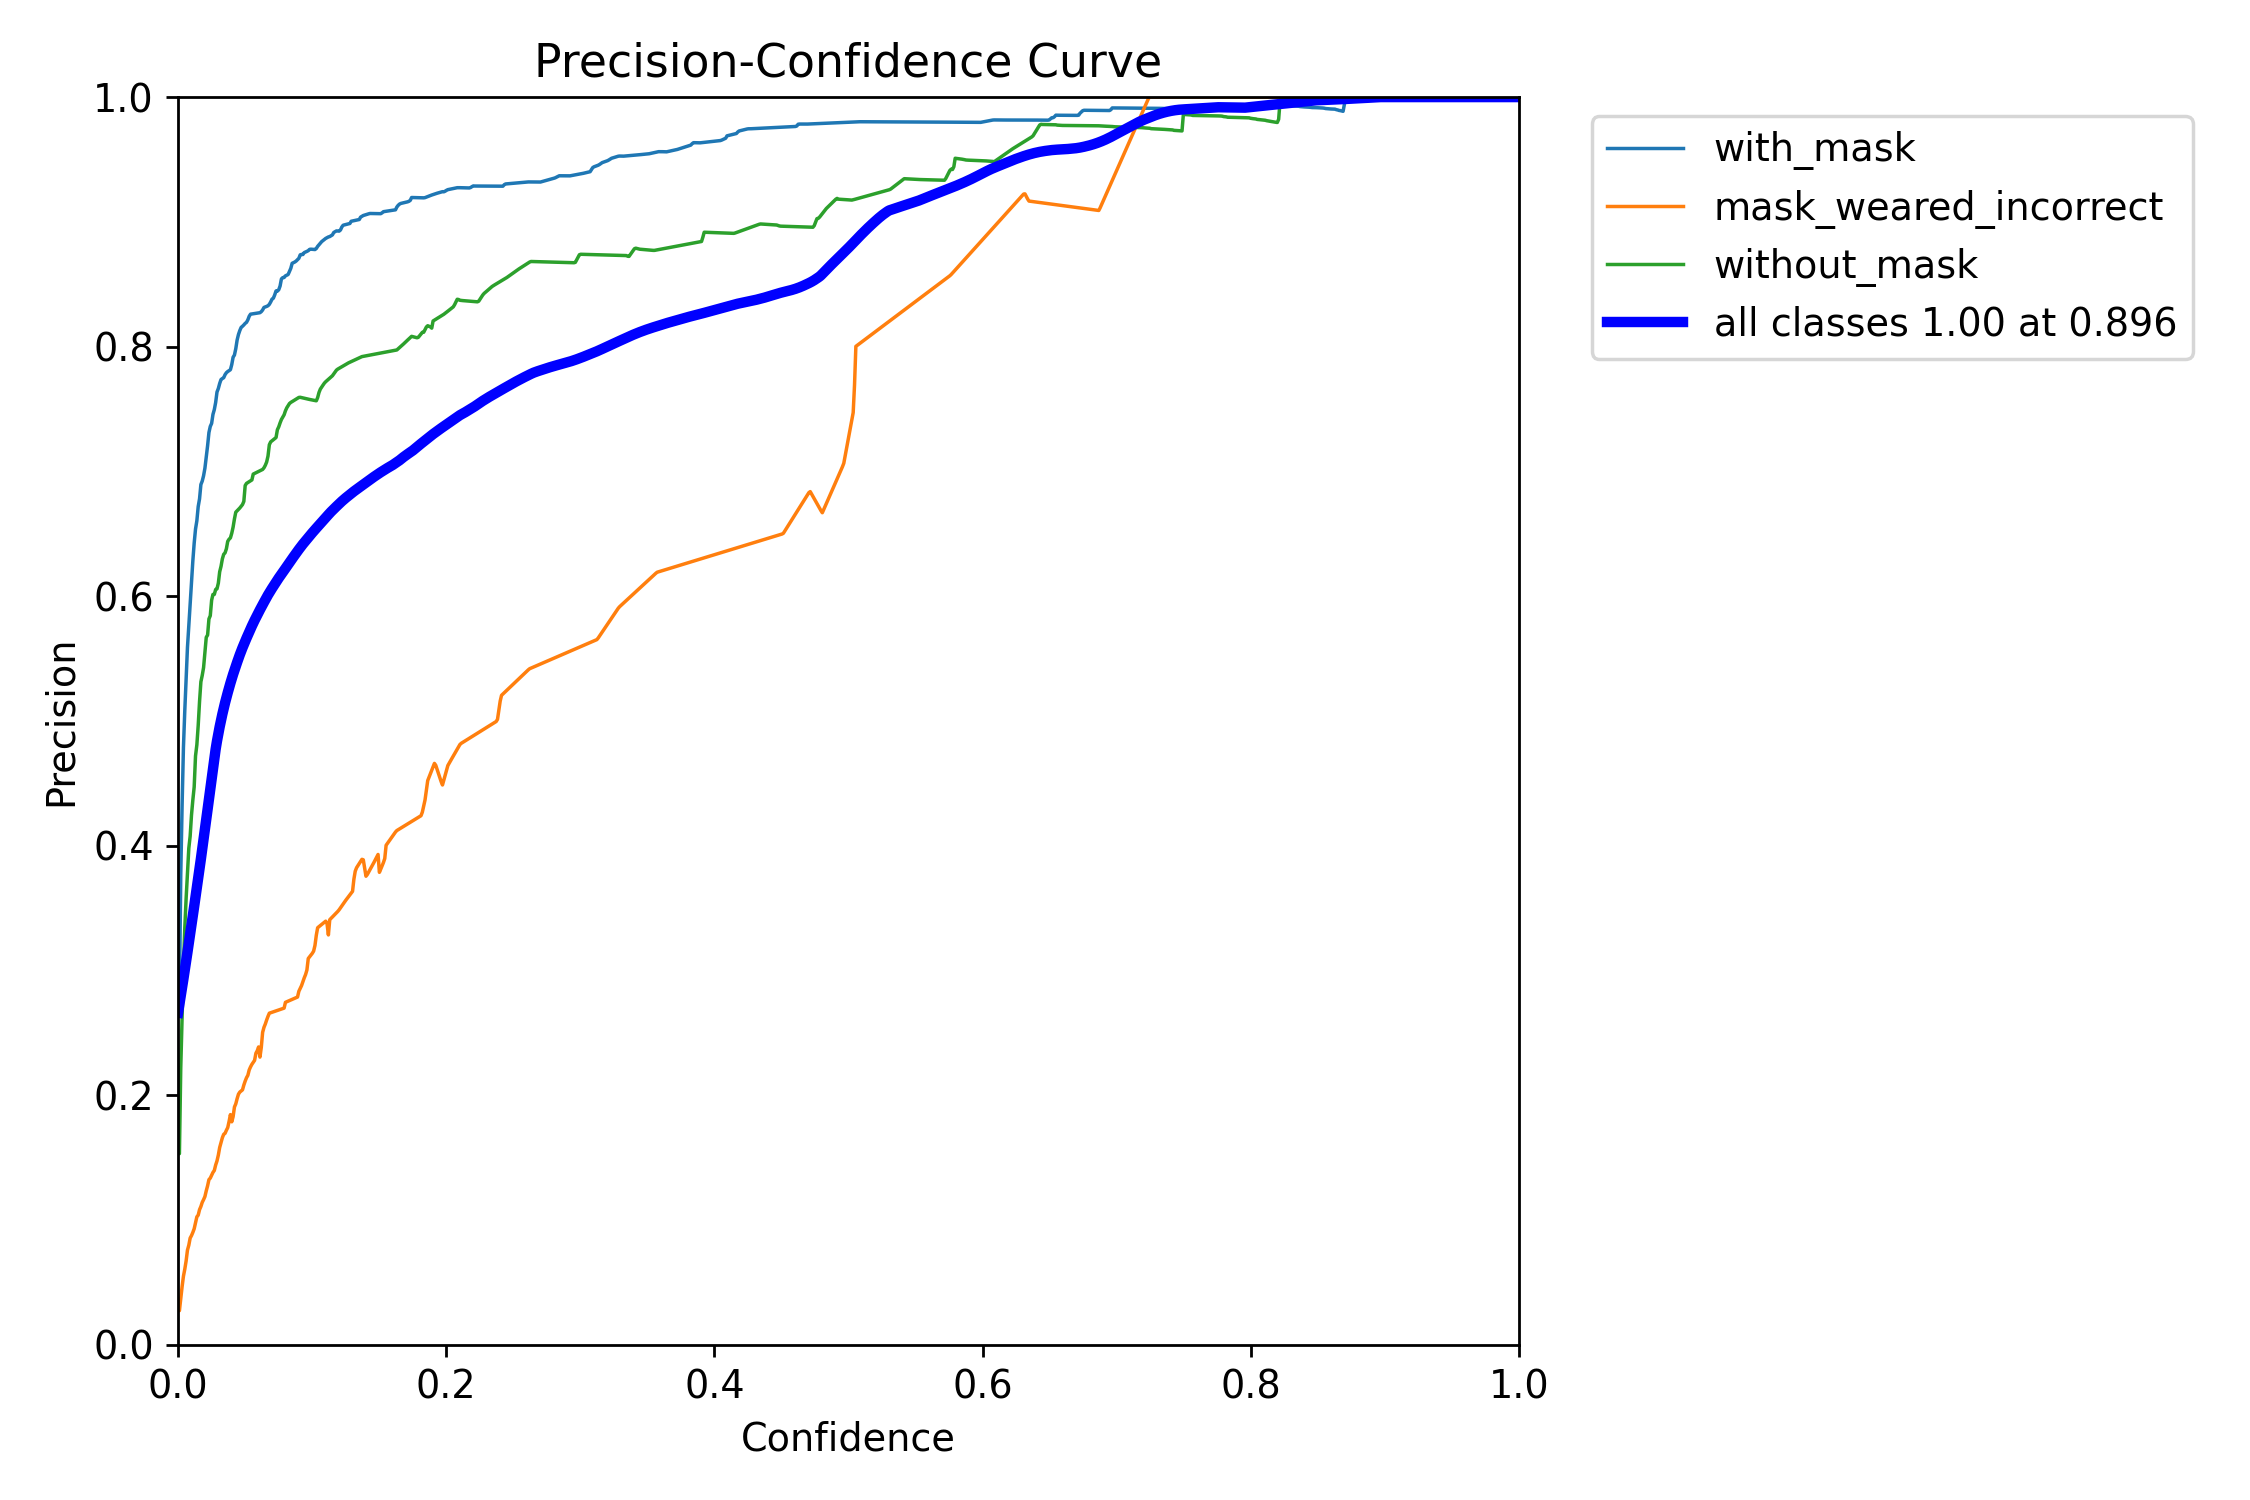 Precision-Confidence Curve
1.0
0.8
0.6
0.4
0.2
0.0
Precision
0.0 0.2 0.4 0.6 0.8 1.0
Confidence
with_mask
mask_weared_incorrect
without_mask
all classes 1.00 at 0.896